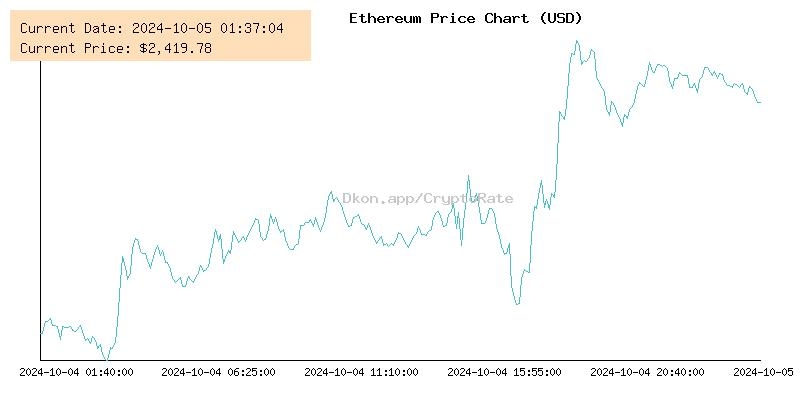 Ethereum Price Chart (USD)
Current Date: 2024-10-05 01:37:04
Current Price: $2,419.78
Dkon.app/CryptoRate
2024-10-04 01:40:00 2024-10-04 06:25:00 2024-10-04 11:10:00 2024-10-04 15:55:00 2024-10-04 20:40:00 2024-10-05